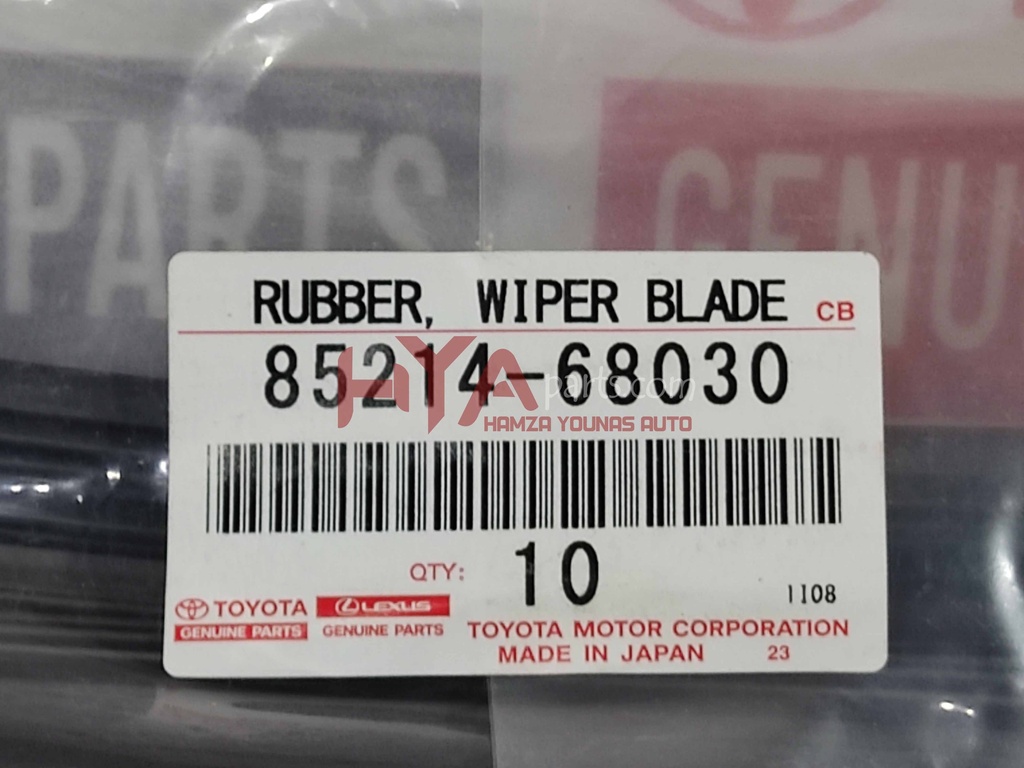 PARTS
GENU
RUBBER, WIPER BLADE CB
85214-68030
HYA parts.com
HAMZA YOUNAS AUTO
QTY: 10
1I08
TOYOTA LEXUS
GENUINE PARTS GENUINE PARTS
TOYOTA MOTOR CORPORATION
MADE IN JAPAN 23